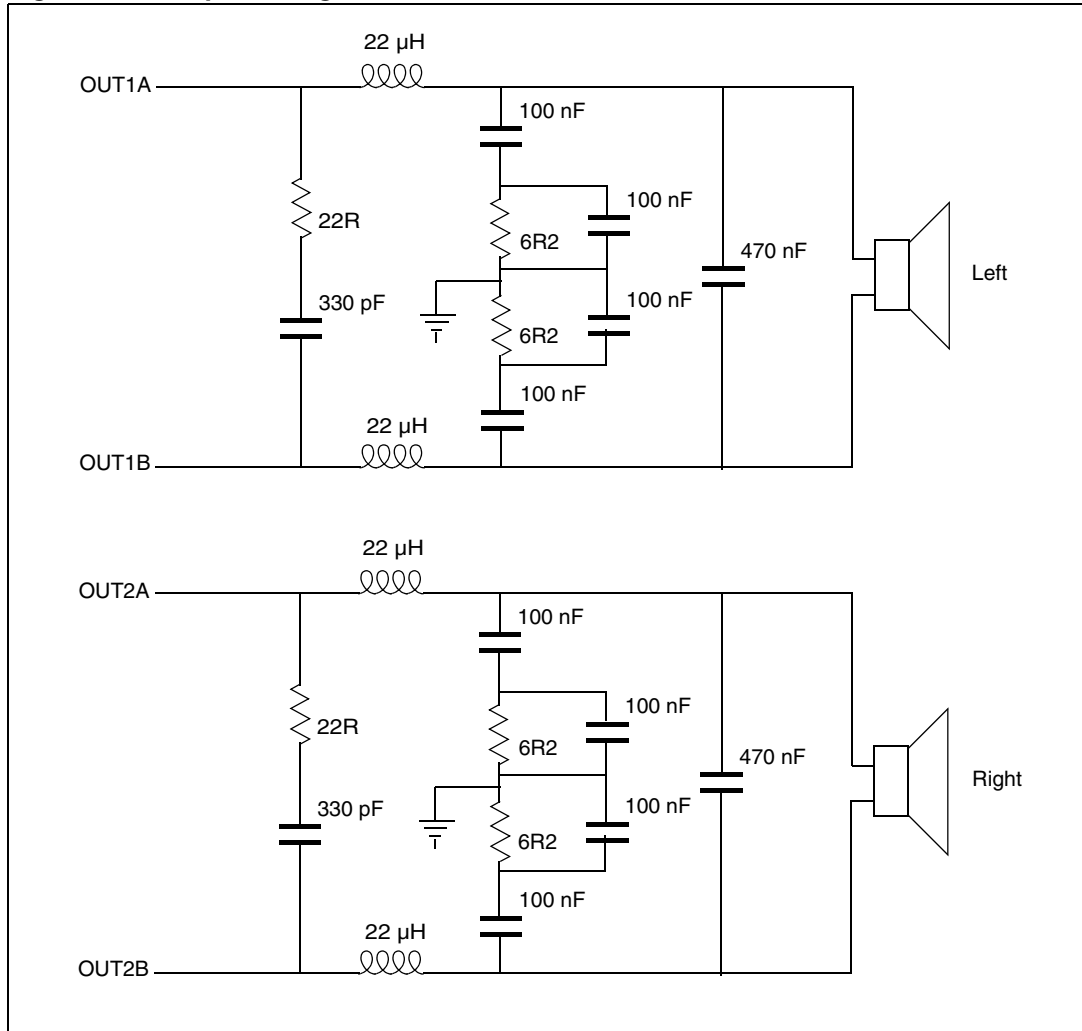 22 µH
OUT1A
100 nF
100 nF
22R
6R2
470 nF
Left
330 pF
100 nF
6R2
100 nF
22 µH
OUT1B
22 µH
OUT2A
100 nF
100 nF
22R
6R2
470 nF
Right
330 pF
100 nF
6R2
100 nF
22 µH
OUT2B